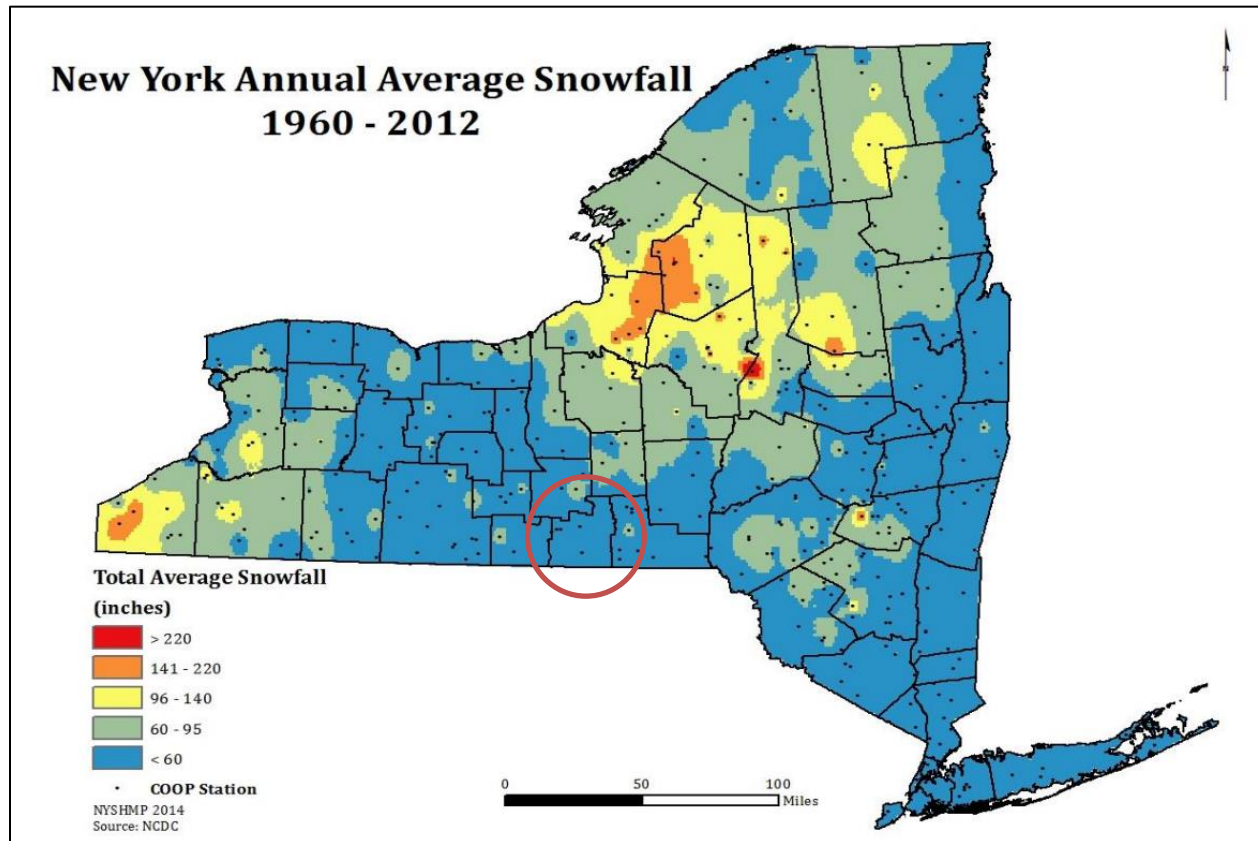 New York Annual Average Snowfall
1960 - 2012
N
Total Average Snowfall
(inches)
> 220
141 - 220
96 - 140
60 - 95
< 60
COOP Station
NYSHMP 2014
Source: NCDC
0 50 100
Miles